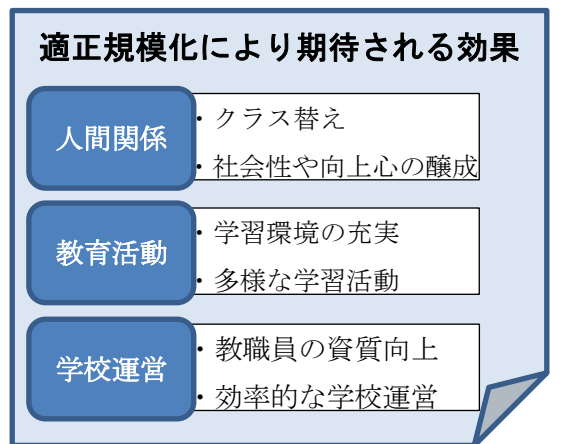 適正規模化により期待される効果
人間関係
・クラス替え
・社会性や向上心の醸成
教育活動
・学習環境の充実
・多様な学習活動
学校運営
・教職員の資質向上
・効率的な学校運営